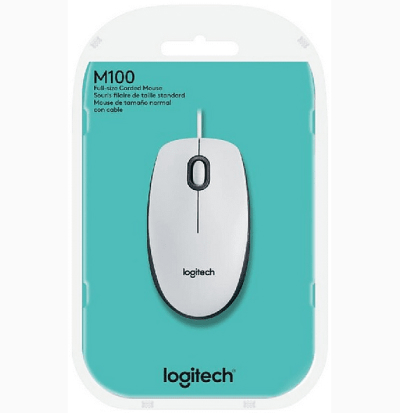 M100
Full-size Corded Mouse
Souris filaire de taille standard
Mouse de tamaño normal
con cable
logitech
logitech